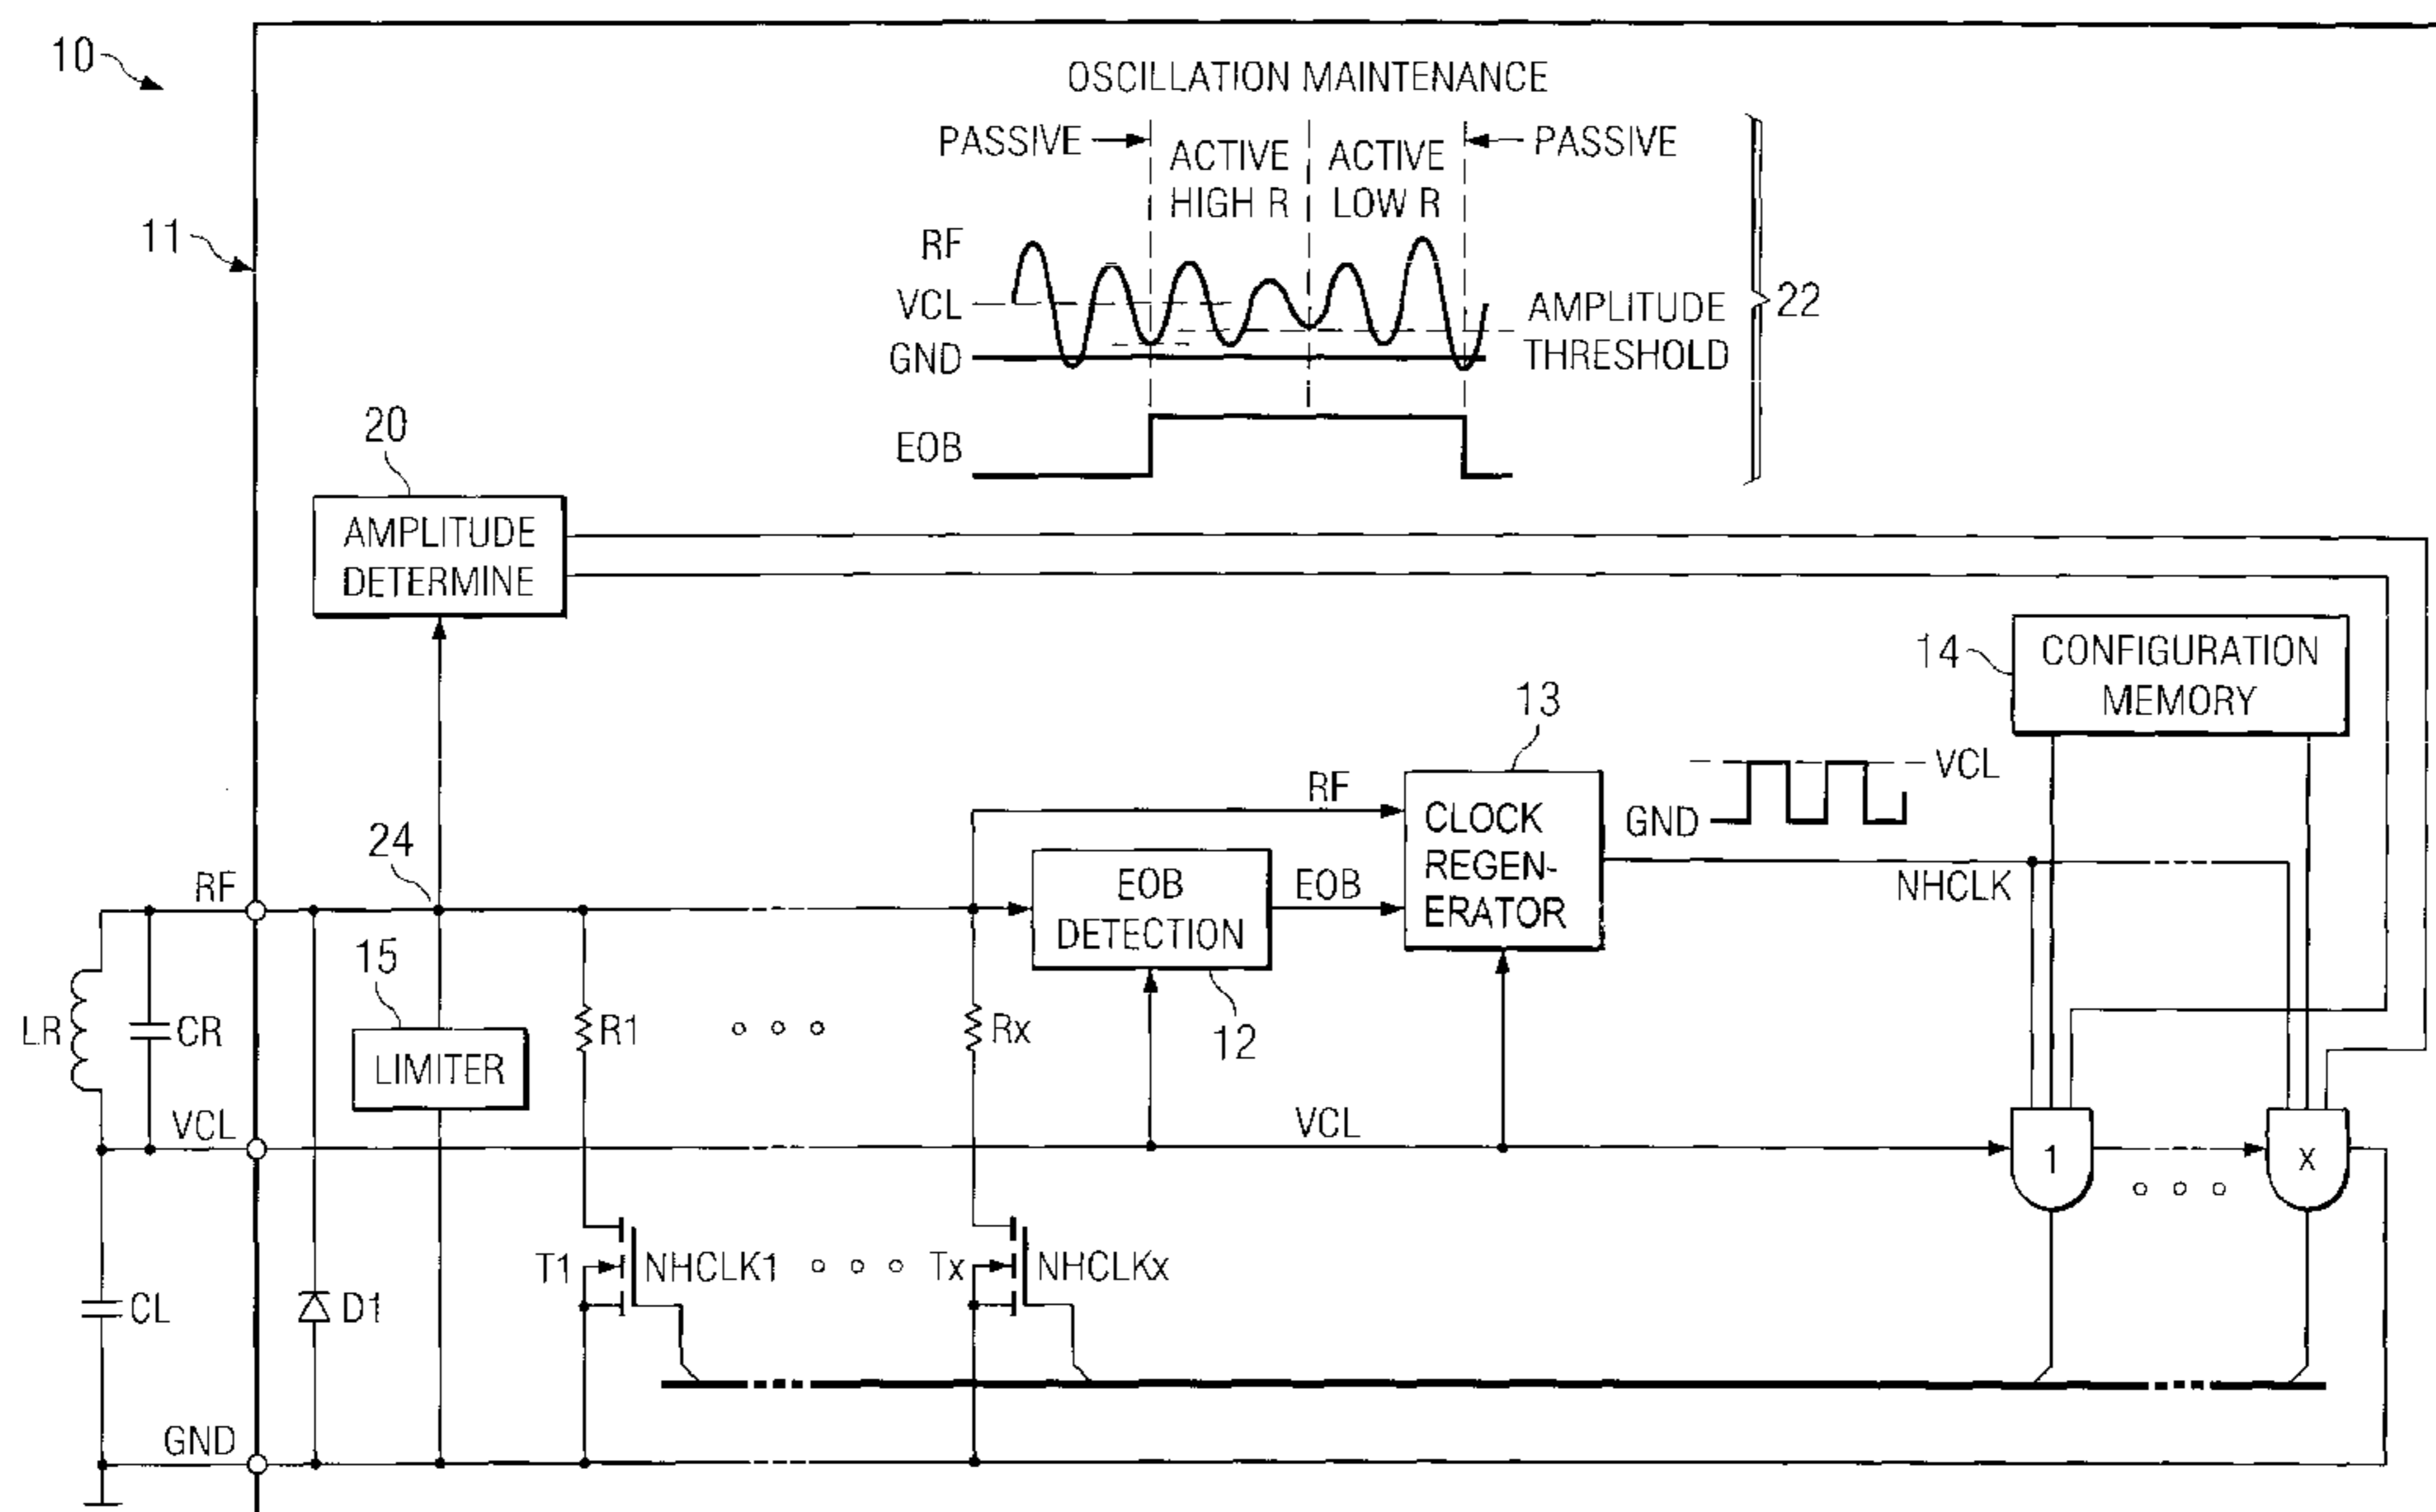 10
OSCILLATION MAINTENANCE
PASSIVE
ACTIVE
HIGH R
ACTIVE
LOW R
PASSIVE
11
RF
VCL
GND
AMPLITUDE
THRESHOLD
22
EOB
20
AMPLITUDE
DETERMINE
14
CONFIGURATION
MEMORY
13
VCL
GND
RF
CLOCK
REGEN-
ERATOR
24
RF
EOB
DETECTION
EOB
NHCLK
15
LR
CR
LIMITER
R1
Rx
12
VCL
VCL
1
x
T1
NHCLK1
Tx
NHCLKx
CL
D1
GND